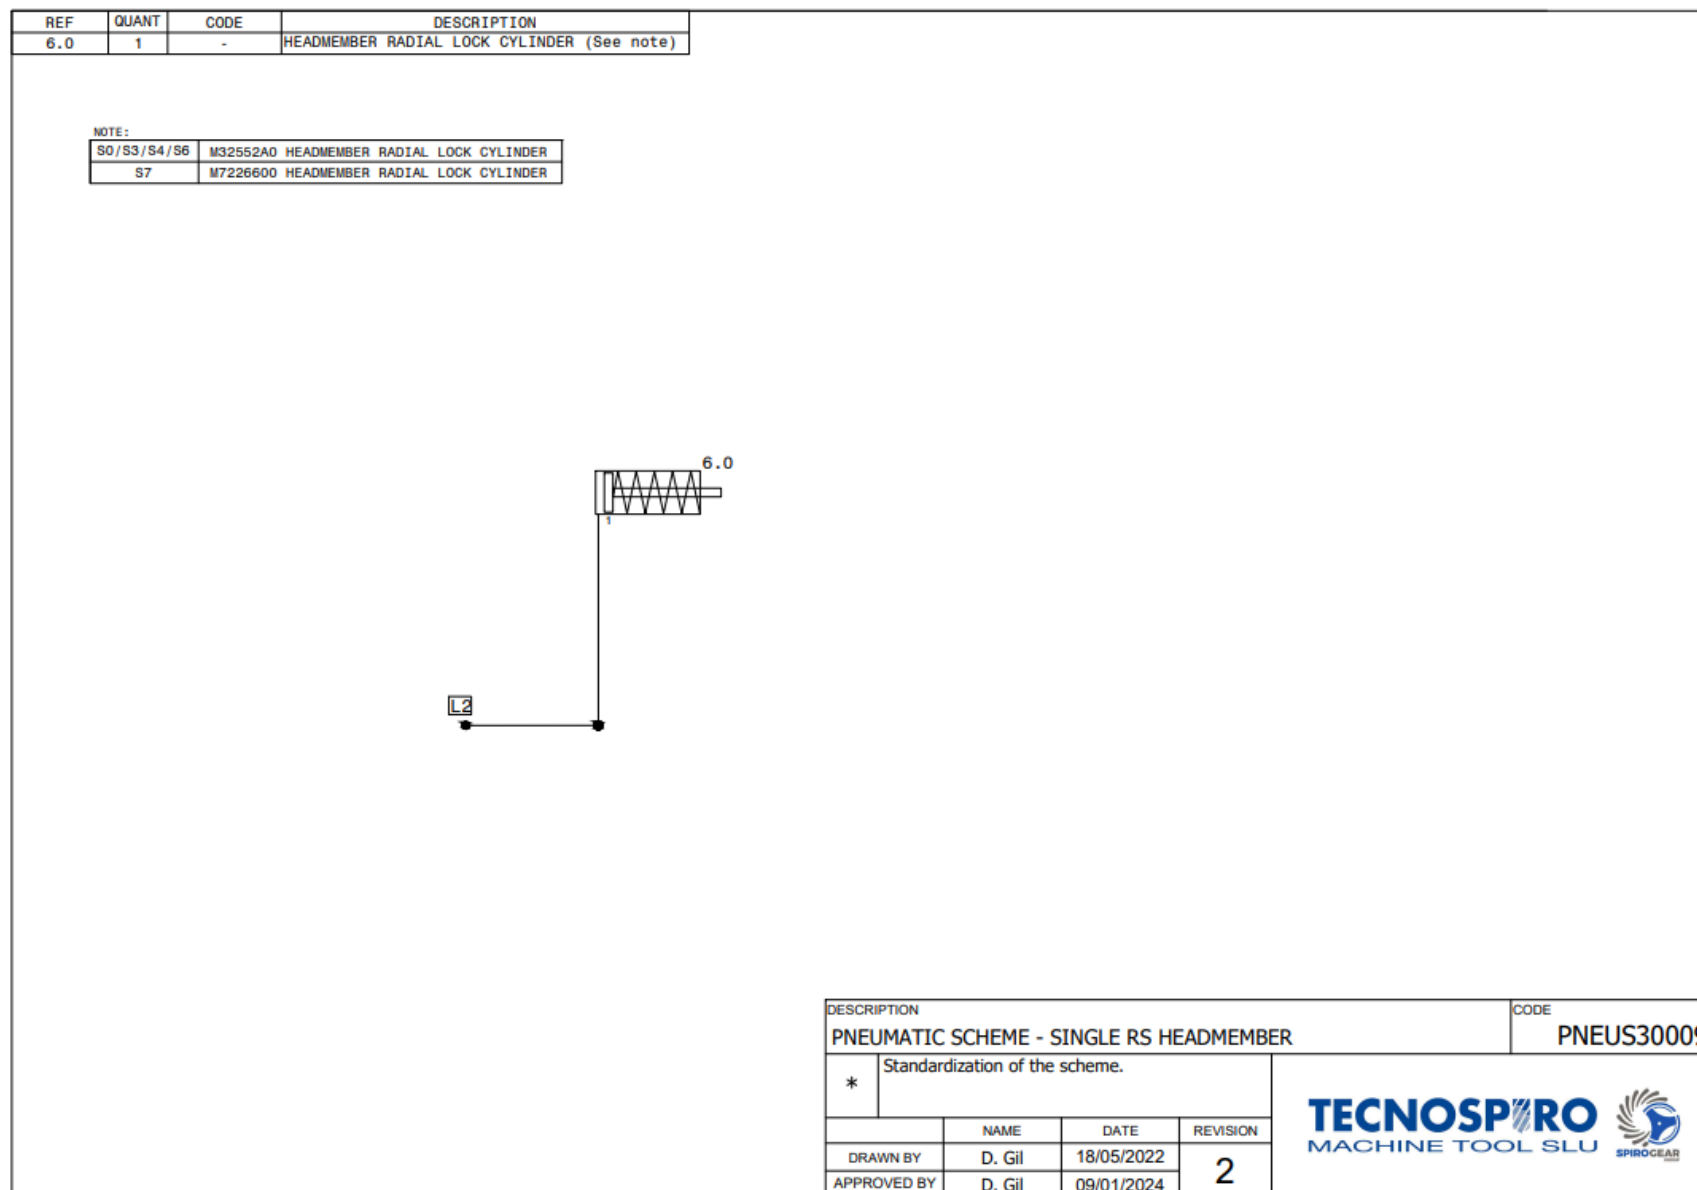 REF QUANT CODE DESCRIPTION
6.0 1 - HEADMEMBER RADIAL LOCK CYLINDER (See note)
NOTE:
S0/S3/S4/S6 M32552A0 HEADMEMBER RADIAL LOCK CYLINDER
S7 M7226600 HEADMEMBER RADIAL LOCK CYLINDER
6.0
1
L2
DESCRIPTION CODE
PNEUMATIC SCHEME - SINGLE RS HEADMEMBER PNEUS30009
* Standardization of the scheme.
NAME DATE REVISION
DRAWN BY D. Gil 18/05/2022 2
APPROVED BY D. Gil 09/01/2024
TECNOSPIRO
MACHINE TOOL SLU
SPIROGEAR